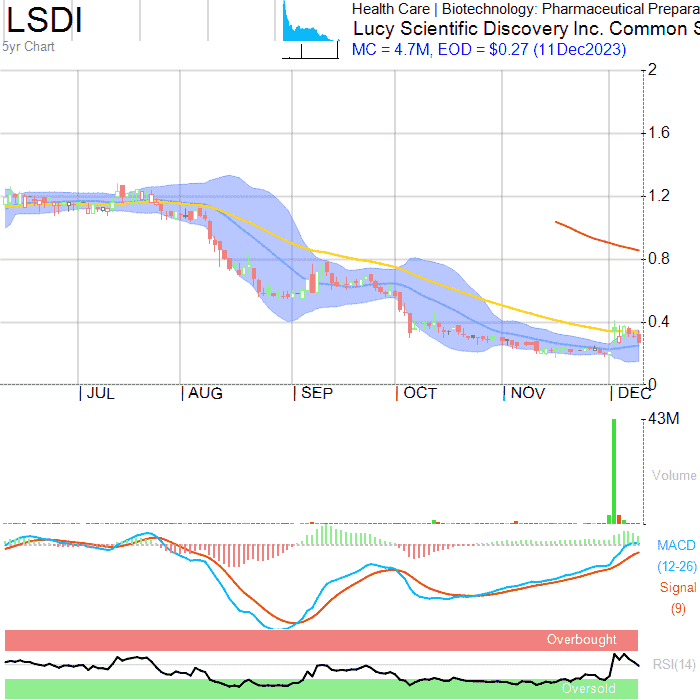 LSDI
5yr Chart
Health Care | Biotechnology: Pharmaceutical Prepara
Lucy Scientific Discovery Inc. Common S
MC = 4.7M, EOD = $0.27 (11Dec2023)
2
1.6
1.2
0.8
0.4
0
JUL
AUG
SEP
OCT
NOV
DEC
43M
Volume
MACD
(12-26)
Signal
(9)
Overbought
RSI(14)
Oversold